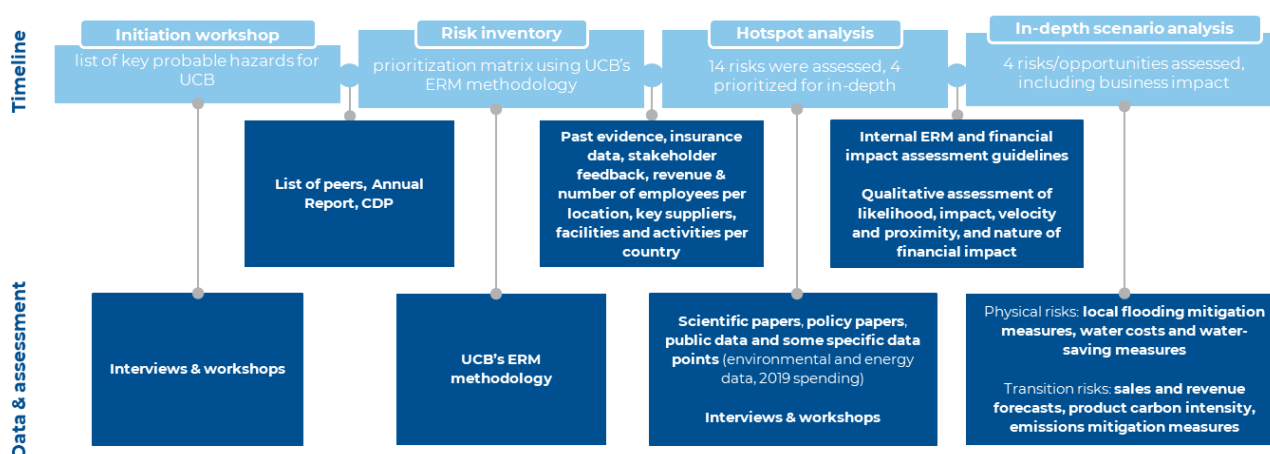 Timeline
Initiation workshop
list of key probable hazards for
UCB
Risk inventory
prioritization matrix using UCB's
ERM methodology
Hotspot analysis
14 risks were assessed, 4
prioritized for in-depth
In-depth scenario analysis
4 risks/opportunities assessed,
including business impact
List of peers, Annual
Report, CDP
Past evidence, insurance
data, stakeholder
feedback, revenue &
number of employees per
location, key suppliers,
facilities and activities per
country
Internal ERM and financial
impact assessment guidelines
Qualitative assessment of
likelihood, impact, velocity
and proximity, and nature of
financial impact
Data & assessment
Interviews & workshops
UCB's ERM
methodology
Scientific papers, policy papers,
public data and some specific data
points (environmental and energy
data, 2019 spending)
Interviews & workshops
Physical risks: local flooding mitigation
measures, water costs and water-
saving measures
Transition risks: sales and revenue
forecasts, product carbon intensity,
emissions mitigation measures